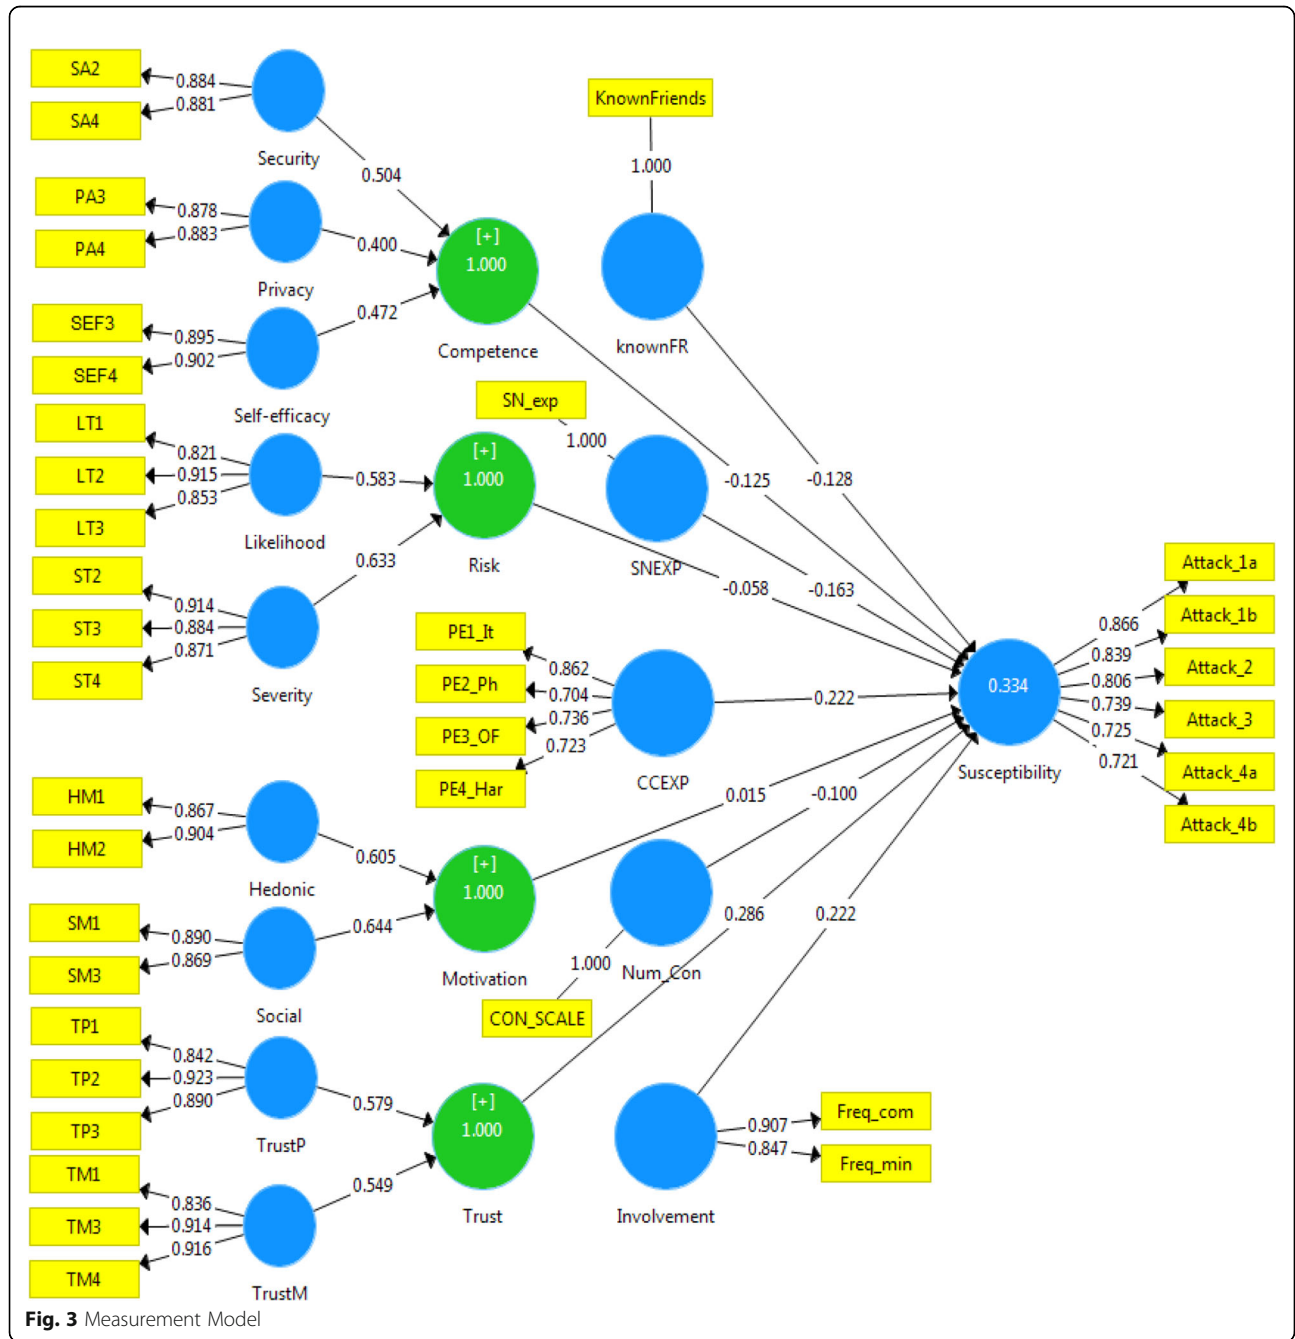 SA2
0.884
0.881
SA4
Security
0.504
KnownFriends
1.000
PA3
0.878
0.883
PA4
Privacy
0.400
[+]
1.000
Competence
knownFR
SEF3
0.895
0.902
SEF4
Self-efficacy
0.472
SN_exp
1.000
LT1
0.821
LT2
0.915
0.853
LT3
Likelihood
0.583
[+]
1.000
Risk
SNEXP
-0.125
-0.128
ST2
0.914
ST3
0.884
0.871
ST4
Severity
0.633
-0.058
-0.163
PE1_It
0.862
PE2_Ph
0.704
0.736
PE3_OF
0.723
PE4_Har
CCEXP
0.222
0.334
Susceptibility
Attack_1a
0.866
Attack_1b
0.839
Attack_2
0.806
0.739
Attack_3
0.725
Attack_4a
0.721
Attack_4b
HM1
0.867
0.904
HM2
Hedonic
0.605
[+]
1.000
Motivation
0.015
-0.100
SM1
0.890
0.869
SM3
Social
0.644
1.000
Num_Con
CON_SCALE
0.286
0.222
TP1
0.842
TP2
0.923
0.890
TP3
TrustP
0.579
[+]
1.000
Trust
Involvement
0.907
Freq_com
0.847
Freq_min
TM1
0.836
TM3
0.914
0.916
TM4
TrustM
0.549
Fig. 3 Measurement Model